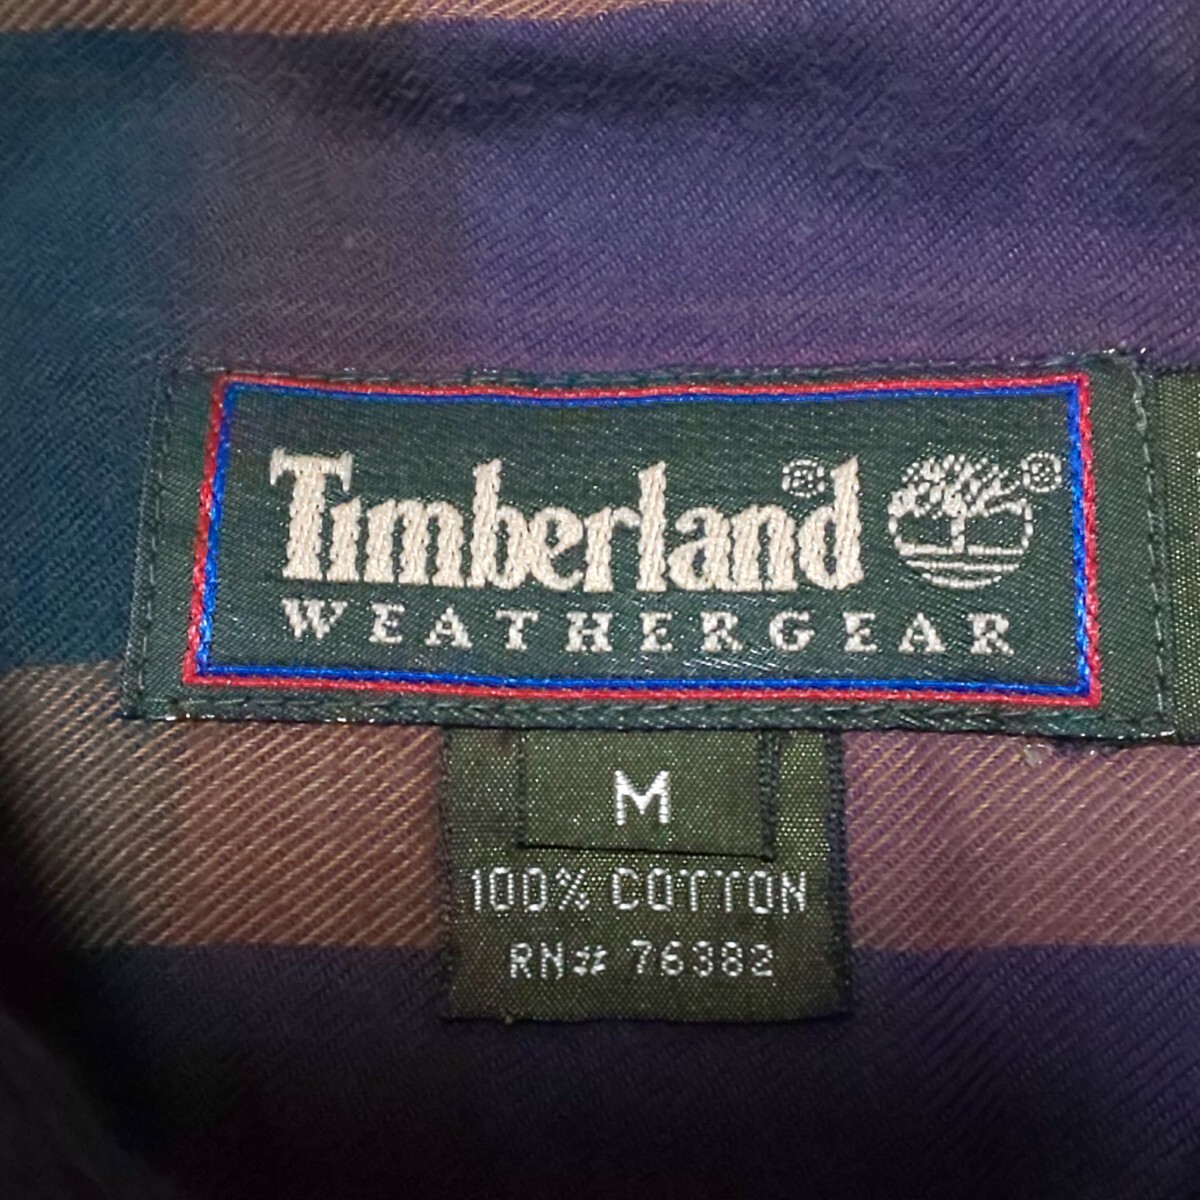 Timberland®
®
WEATHERGEAR
M
100% COTTON
RN# 76382